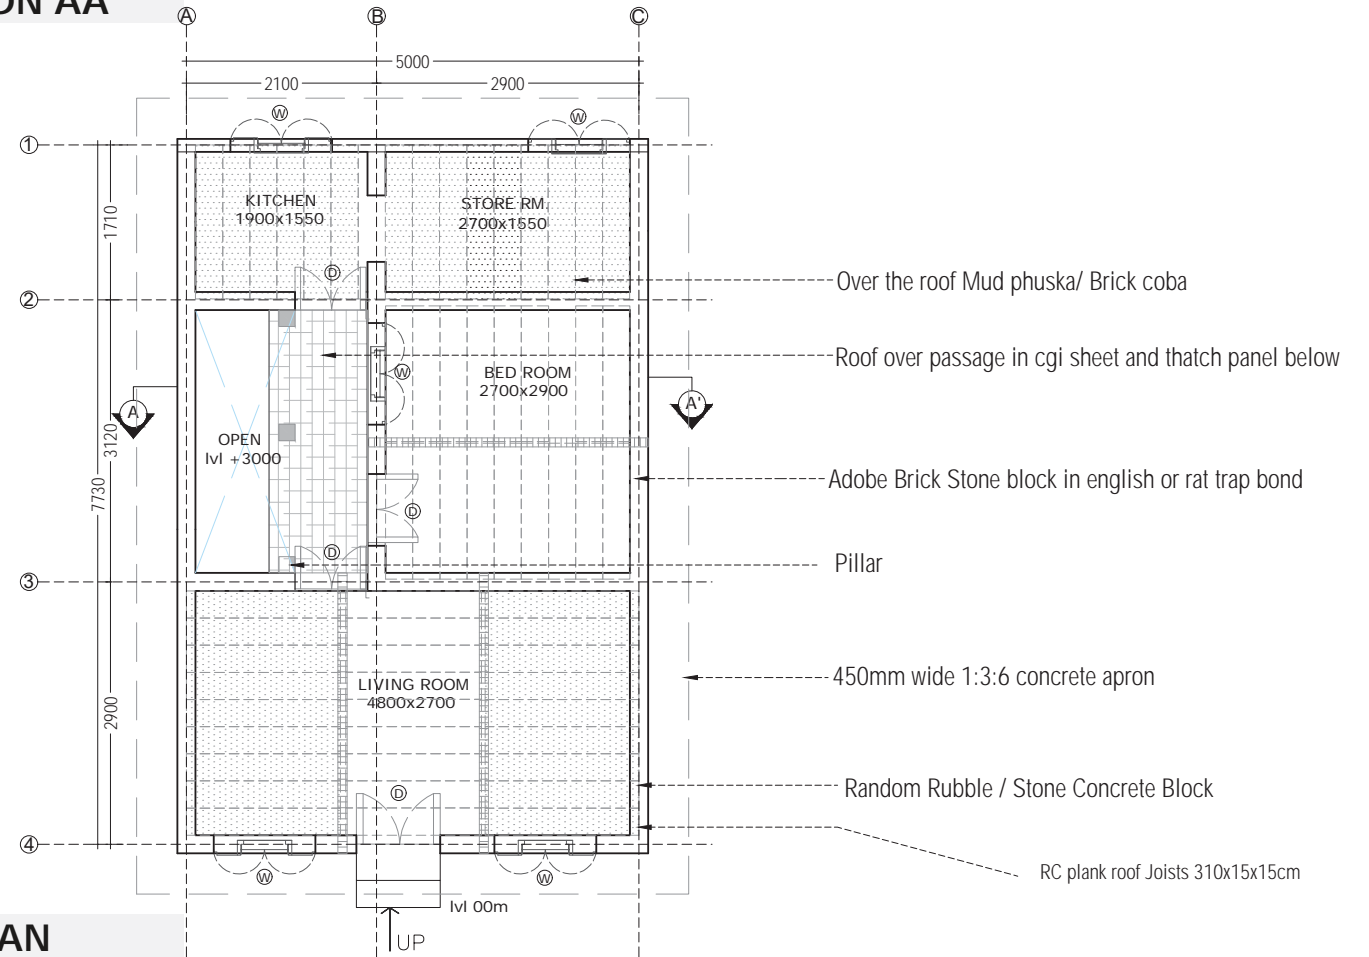 ON AA
A
B
C
5000
2100
2900
W
W
1
KITCHEN
1900x1550
STORE RM.
2700x1550
1710
D
Over the roof Mud phuska/ Brick coba
2
Roof over passage in cgi sheet and thatch panel below
BED ROOM
2700x2900
W
A
A'
OPEN
lvl +3000
3120
7730
Adobe Brick Stone block in english or rat trap bond
D
D
Pillar
3
450mm wide 1:3:6 concrete apron
LIVING ROOM
4800x2700
2900
Random Rubble / Stone Concrete Block
D
4
RC plank roof Joists 310x15x15cm
W
W
lvl 00m
UP
AN